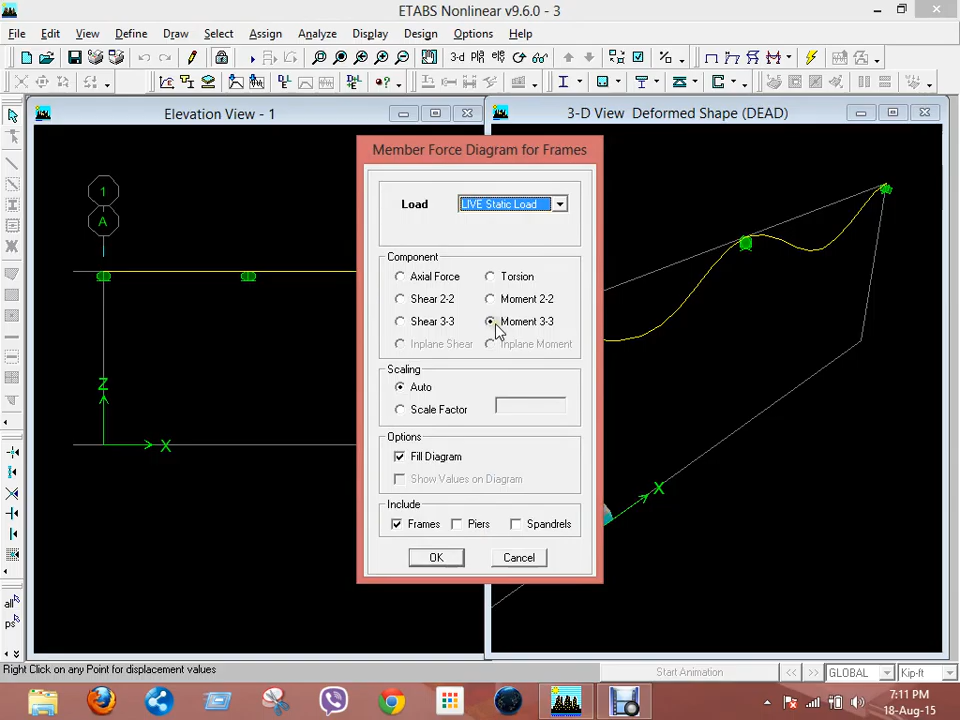 ETABS Nonlinear v9.6.0 - 3
File Edit View Define Draw Select Assign Analyze Display Design Options Help
3-d
Elevation View - 1
3-D View Deformed Shape (DEAD)
Member Force Diagram for Frames
Load LIVE Static Load
Component
Axial Force Torsion
Shear 2-2 Moment 2-2
Shear 3-3 Moment 3-3
Inplane Shear Inplane Moment
Scaling
Auto
Scale Factor
Options
Fill Diagram
Show Values on Diagram
Include
Frames Piers Spandrels
OK Cancel
1
A
Z
X
X
all
ps
Right Click on any Point for displacement values
Start Animation << >> GLOBAL Kip-ft
7:11 PM
18-Aug-15